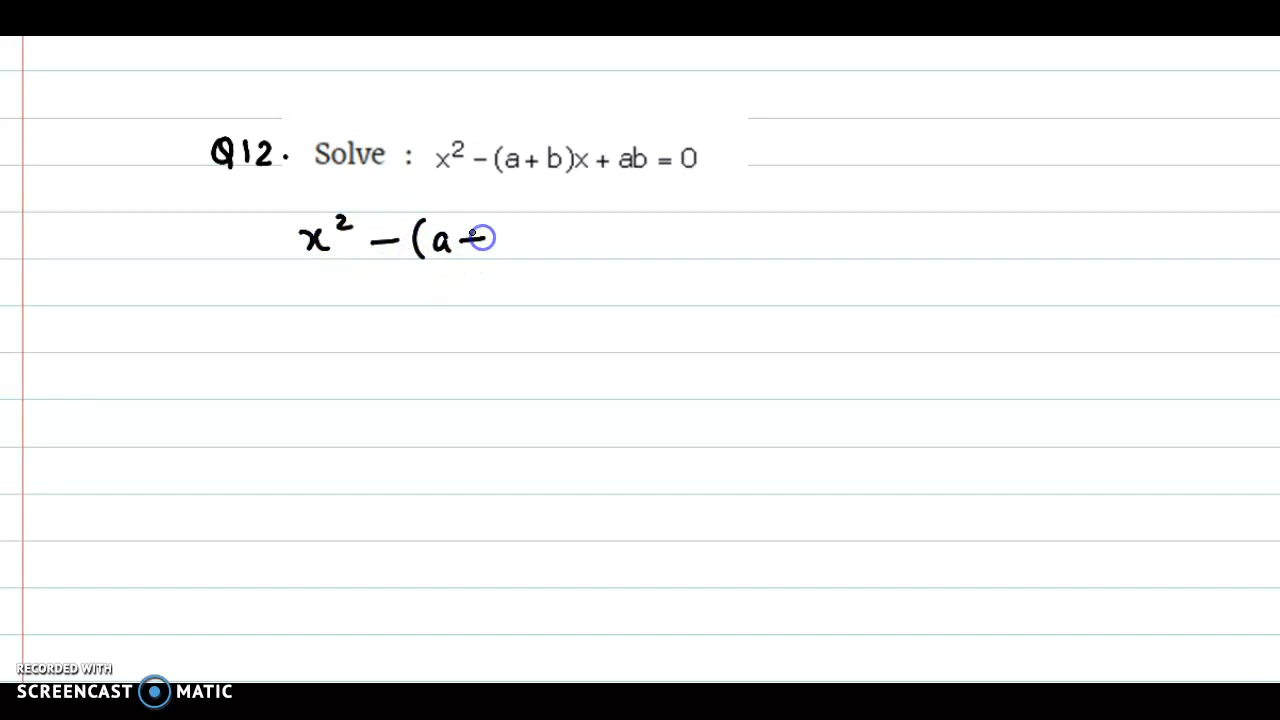 Q12. Solve : x² − (a + b)x + ab = 0
x² − (a −
RECORDED WITH
SCREENCAST MATIC